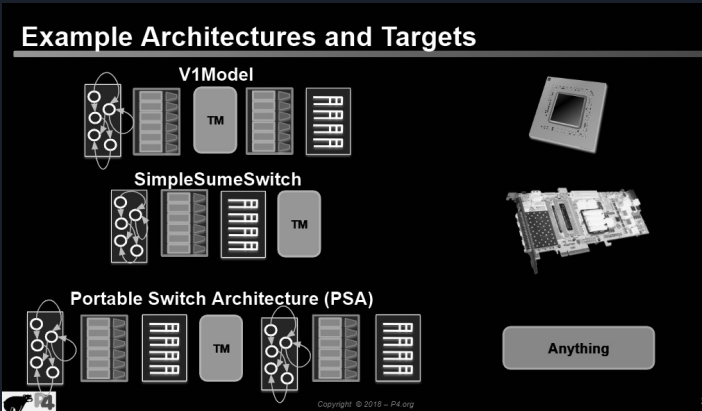 Example Architectures and Targets
V1Model
TM
SimpleSumeSwitch
TM
Portable Switch Architecture (PSA)
TM
Anything
P4
Copyright © 2018 – P4.org